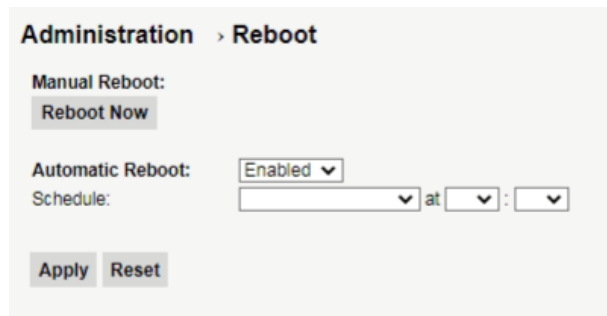 Administration › Reboot
Manual Reboot:
Reboot Now
Automatic Reboot: Enabled
Schedule: at :
Apply Reset